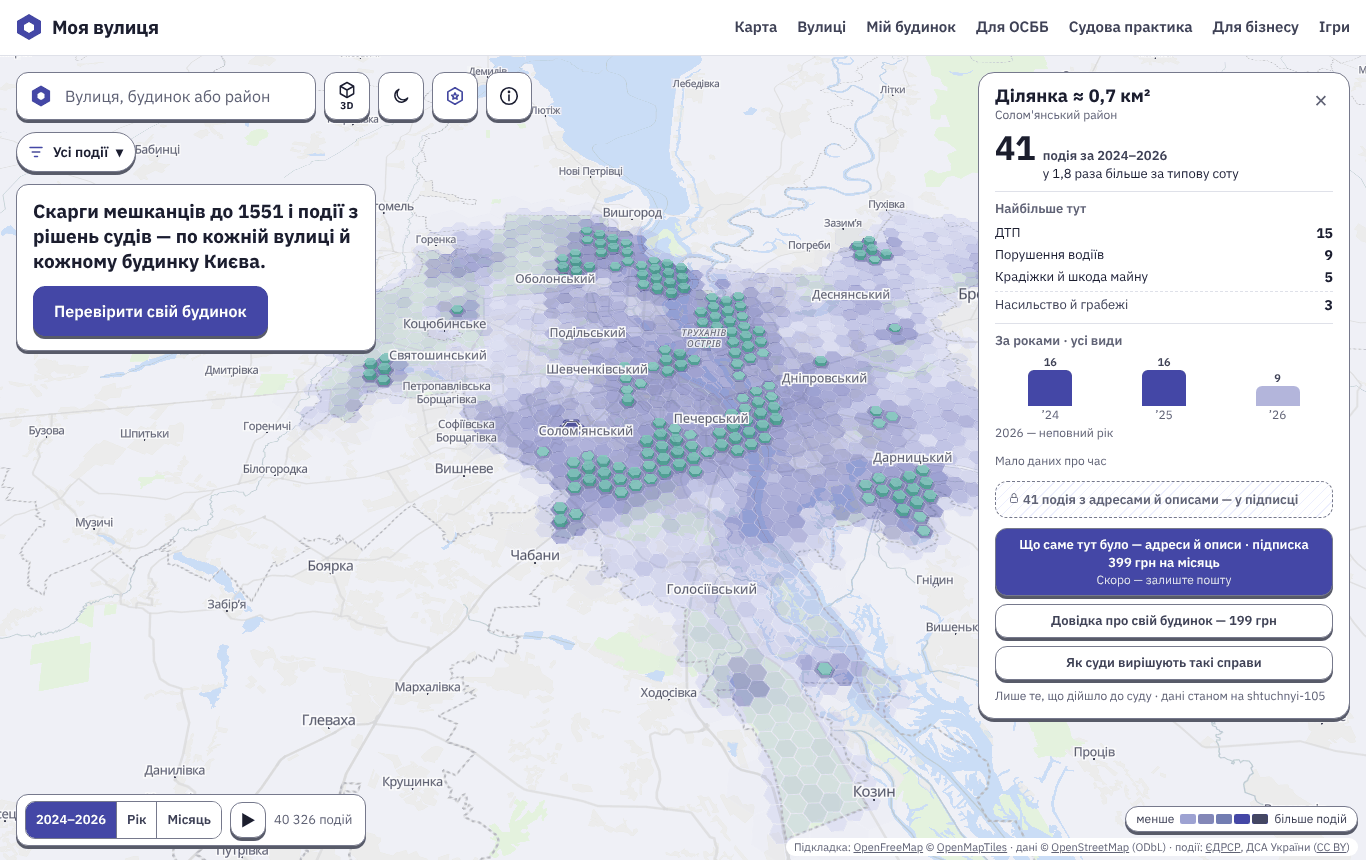 Моя вулиця
Карта
Вулиці
Мій будинок
Для ОСББ
Судова практика
Для бізнесу
Ігри
Вулиця, будинок або район
3D
Усі події ▾
Скарги мешканців до 1551 і події з
рішень судів — по кожній вулиці й
кожному будинку Києва.
Перевірити свій будинок
Ділянка ≈ 0,7 км²
Солом'янський район
41 подія за 2024–2026
у 1,8 раза більше за типову соту
Найбільше тут
ДТП 15
Порушення водіїв 9
Крадіжки й шкода майну 5
Насильство й грабежі 3
За роками · усі види
16 16 9
'24 '25 '26
2026 — неповний рік
Мало даних про час
41 подія з адресами й описами — у підписці
Що саме тут було — адреси й описи · підписка
399 грн на місяць
Скоро — залиште пошту
Довідка про свій будинок — 199 грн
Як суди вирішують такі справи
Лише те, що дійшло до суду · дані станом на shtuchnyi-105
Лебедівка
Літки
Бабинці
Нові Петрівці
Вишгород
Пухівка
Зазим'я
Погреби
Горенка
Оболонський
Деснянський
Коцюбинське
Подільський
ТРУХАНІВ
ОСТРІВ
Святошинський
Шевченківський
Дмитрівка
Дніпровський
Петропавлівська
Борщагівка
Печерський
Бузова
Шпитьки
Гореничі
Софіївська
Борщагівка
Солом'янський
Білогородка
Вишневе
Дарницький
Музичі
Чабани
Боярка
Голосіївський
Гнідин
Забір'я
Мархалівка
Ходосівка
Глеваха
Проців
Данилівка
Крушинка
Козин
2024–2026
Рік
Місяць
40 326 подій
менше
більше подій
Підкладка: OpenFreeMap © OpenMapTiles · дані © OpenStreetMap (ODbL) · події: ЄДРСР, ДСА України (CC BY)